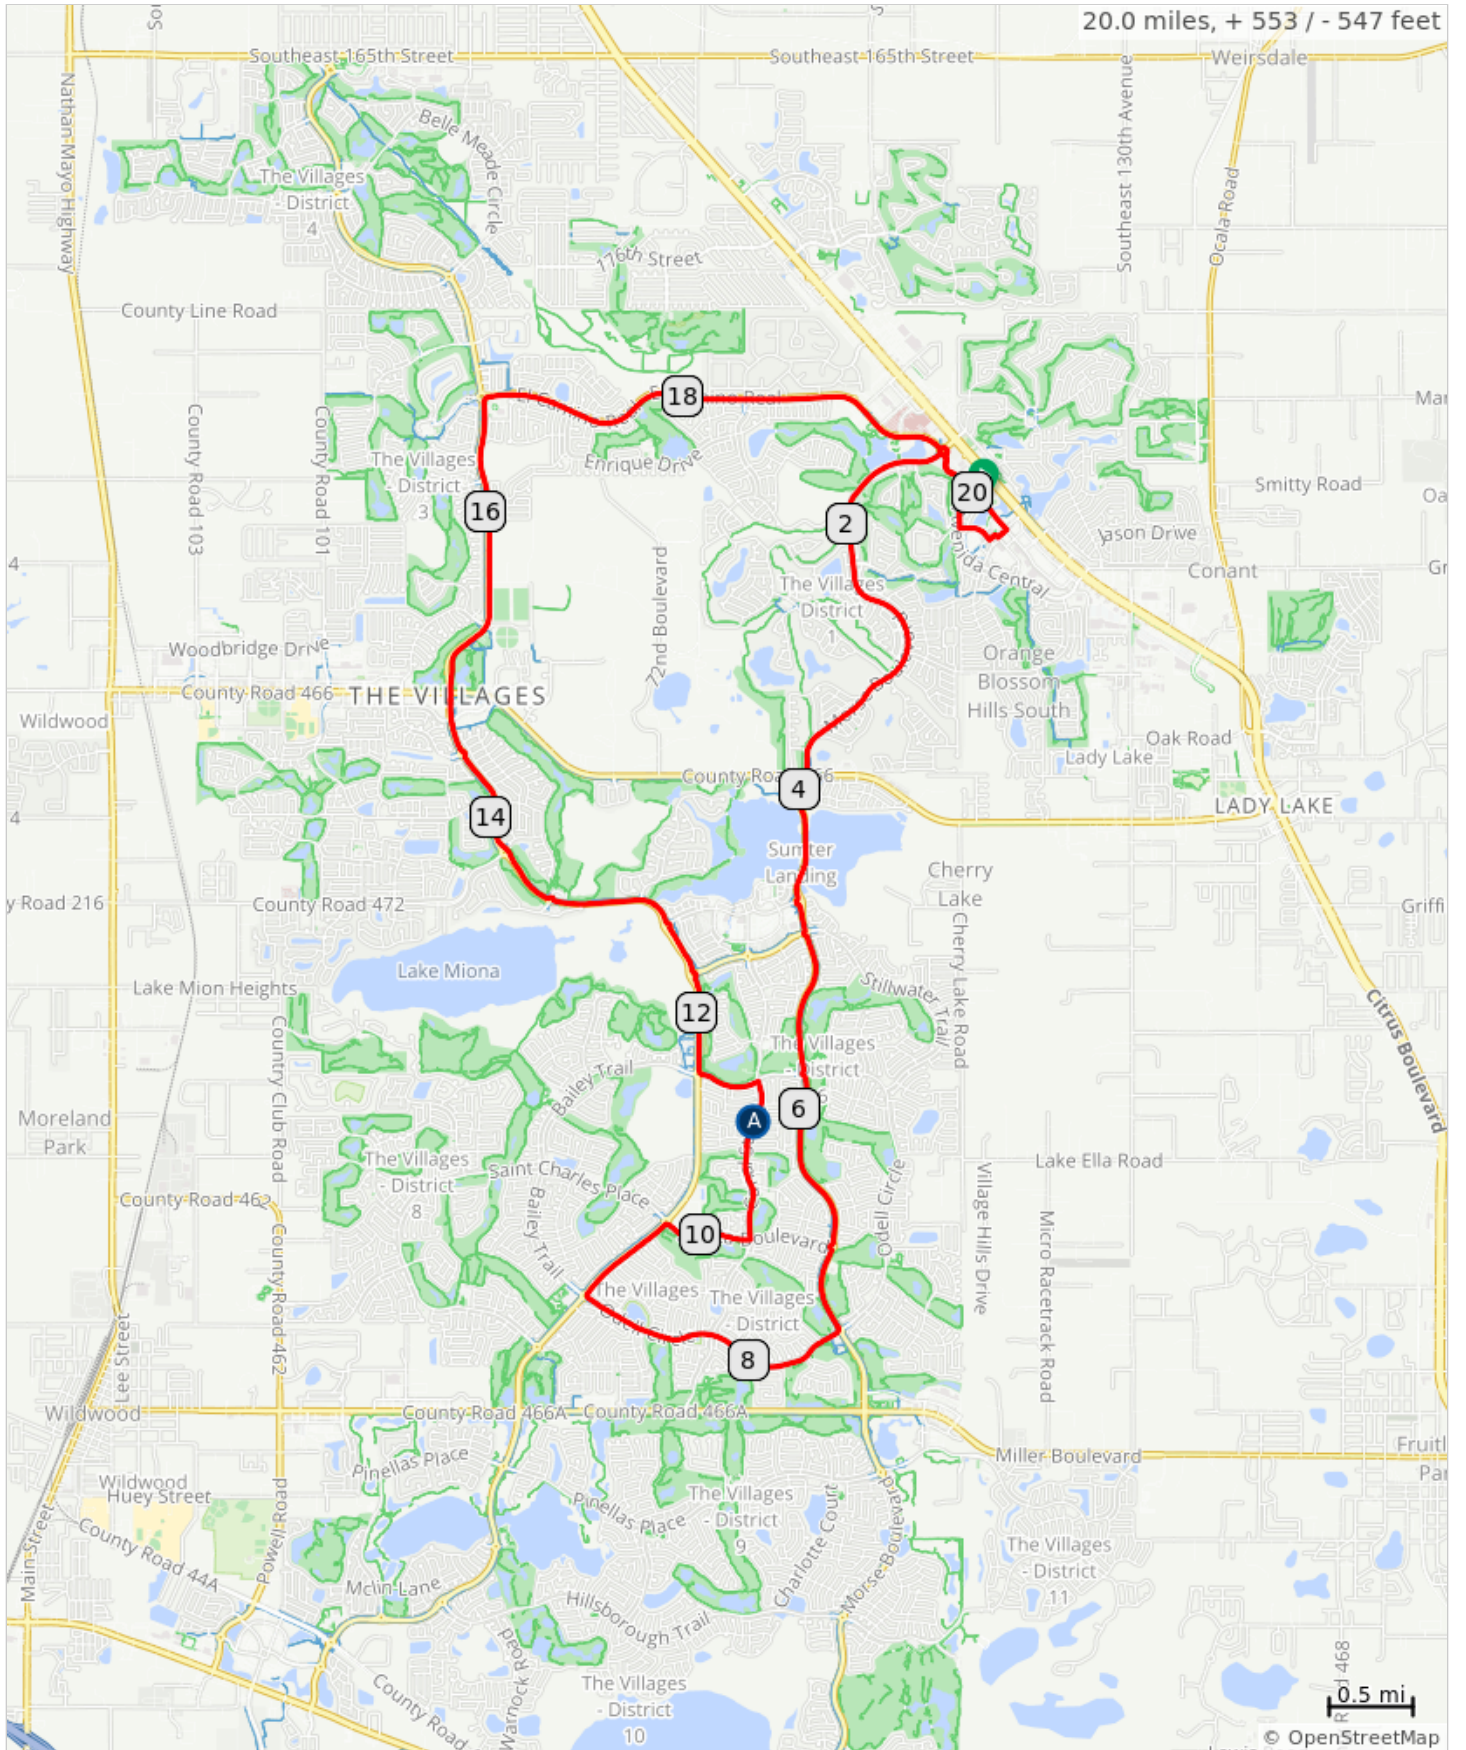 20.0 miles, + 553 / - 547 feet
Southeast 165th Street
Southeast 165th Street
Weirsdale
Nathan Mayo Highway
Belle Meade Circle
Southeast 130th Avenue
Ocala Road
The Villages
- District
4
176th Street
County Line Road
18
Enrique Drive
County Road 103
County Road 101
The Villages
- District
3
16
20
2
Smitty Road
Jason Drive
Conant
The Villages
District
1
72nd Boulevard
Woodbridge Drive
County Road 466
THE VILLAGES
Wildwood
Orange
Blossom
Hills South
Oak Road
Lady Lake
LADY LAKE
4
14
Sumter
Landing
Cherry
Lake
Cherry Lake Road
y Road 216
County Road 472
Griffi
Lake Miona
Lake Mion Heights
Stillwater Trail
Citrus Boulevard
12
The Villages
- District
Country Club Road
Bailey Trail
Moreland
Park
A
6
The Villages
- District
8
Saint Charles Place
Bailey Trail
Lake Ella Road
Odell Circle
Village Hills Drive
Micro Racetrack Road
County Road 462
County Road 462
10
Boulevard
The Villages
The Villages
- District
Odell Circle
8
Lee Street
Wildwood
County Road 466A
County Road 466A
Miller Boulevard
Fruitl
Par
Wildwood
Huey Street
Pinellas Place
Pinellas Place
The Villages
- District
9
Charlotte Court
Morse Boulevard
The Villages
- District
11
Main Street
County Road 44A
Powell Road
Mclin Lane
Hillsborough Trail
Warnock Road
County Road
The Villages
- District
10
468
0.5 mi
© OpenStreetMap